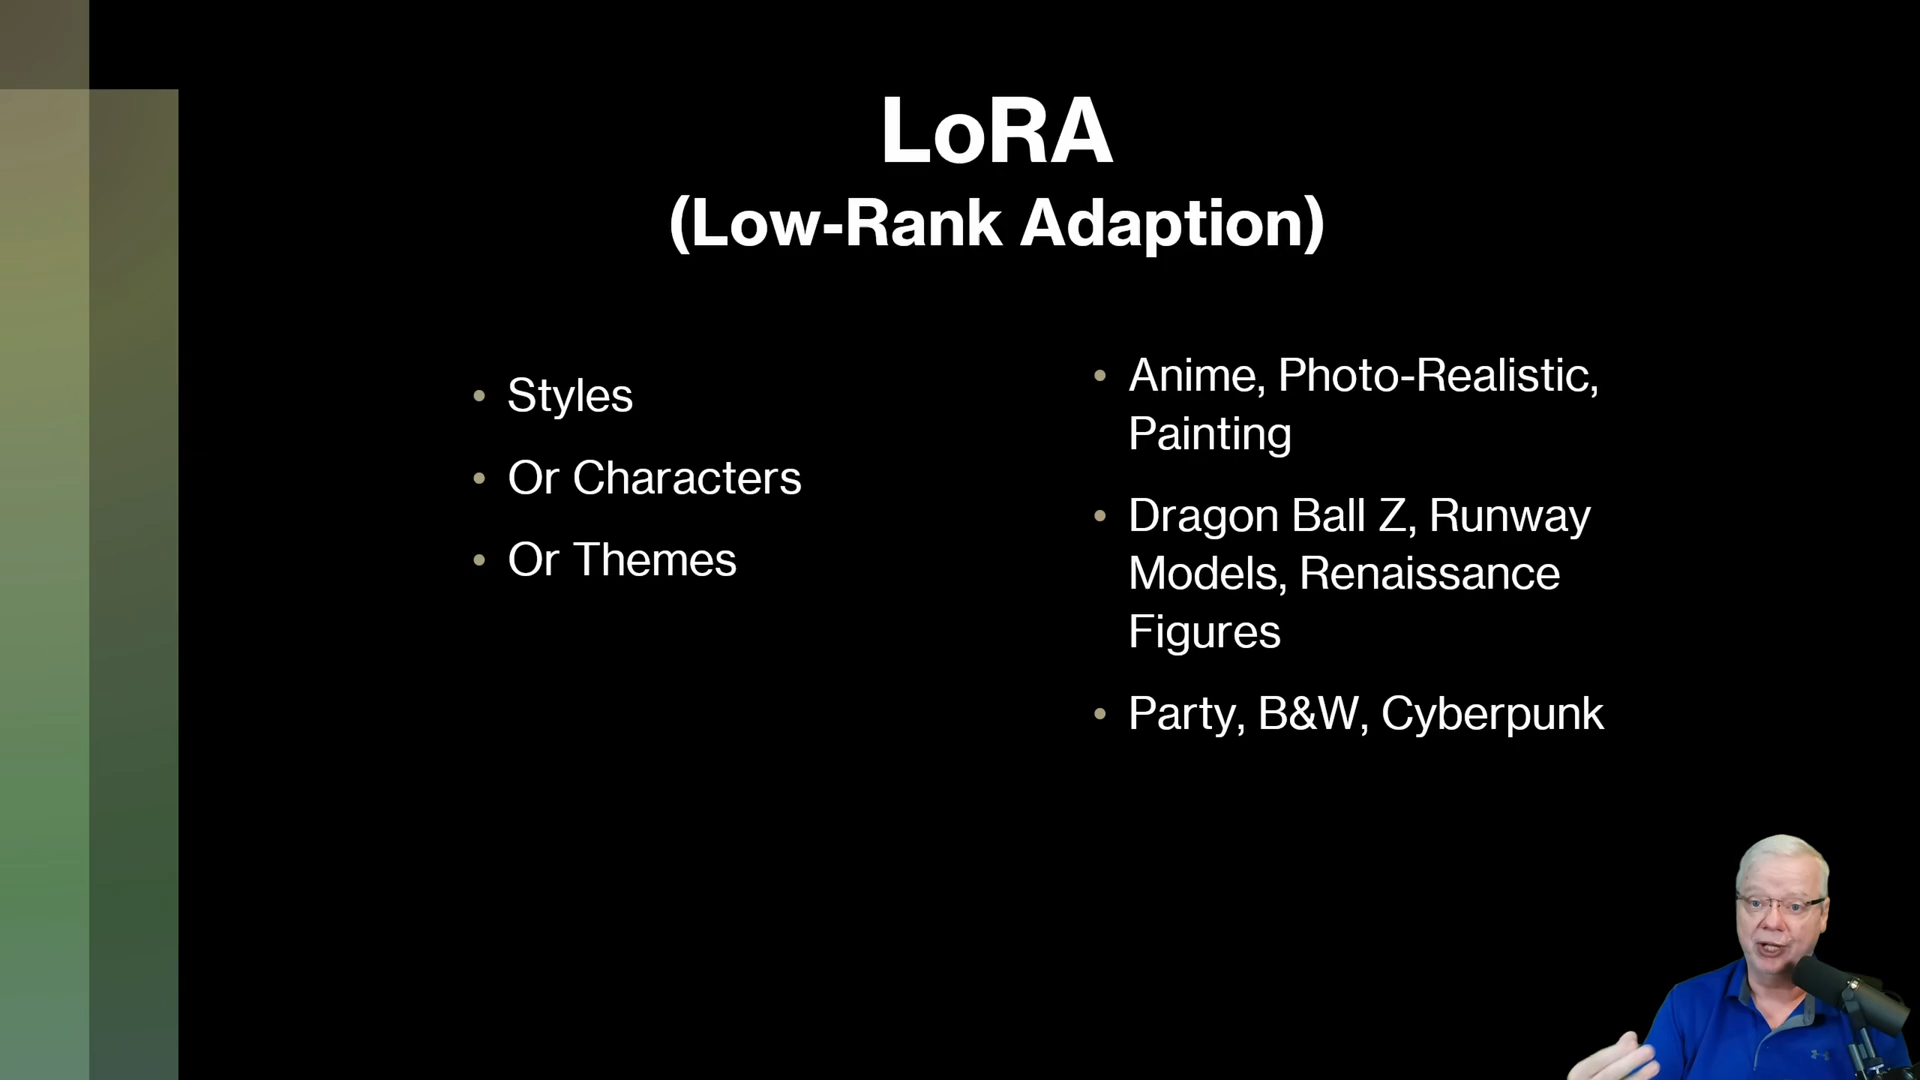 LoRA
(Low-Rank Adaption)
• Styles
• Or Characters
• Or Themes
• Anime, Photo-Realistic,
Painting
• Dragon Ball Z, Runway
Models, Renaissance
Figures
• Party, B&W, Cyberpunk